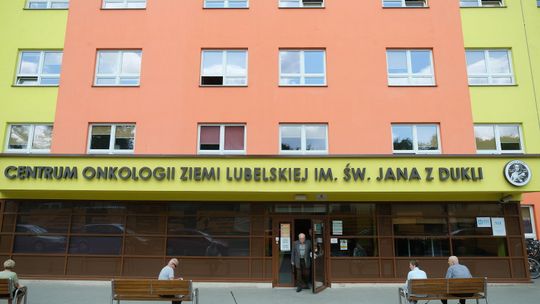 CENTRUM ONKOLOGII ZIEMI LUBELSKIEJ IM. ŚW. JANA Z DUKLI